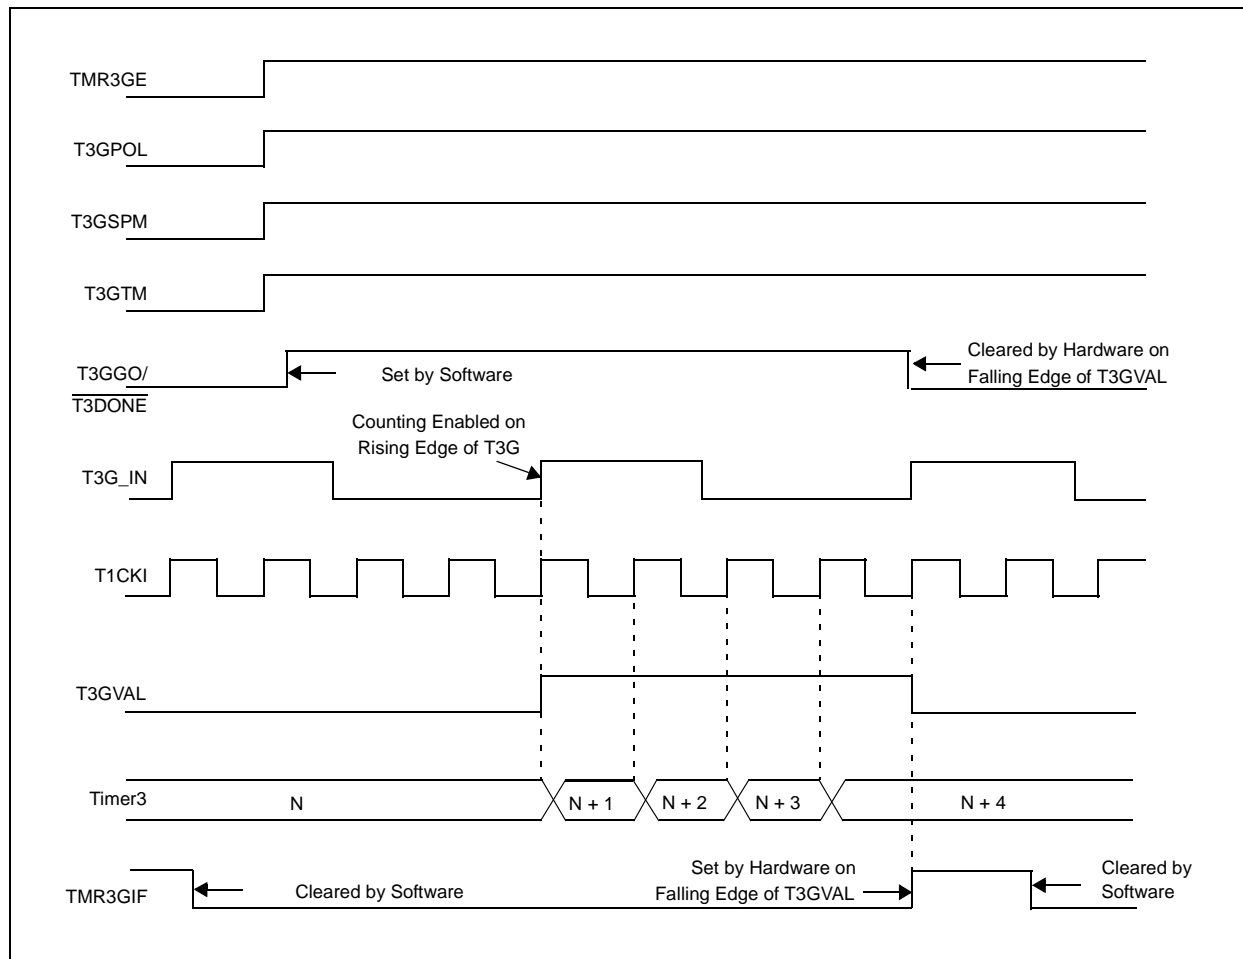 TMR3GE
T3GPOL
T3GSPM
T3GTM
T3GGO/
T3DONE
Set by Software
Cleared by Hardware on
Falling Edge of T3GVAL
Counting Enabled on
Rising Edge of T3G
T3G_IN
T1CKI
T3GVAL
Timer3
N
N + 1
N + 2
N + 3
N + 4
TMR3GIF
Cleared by Software
Set by Hardware on
Falling Edge of T3GVAL
Cleared by
Software